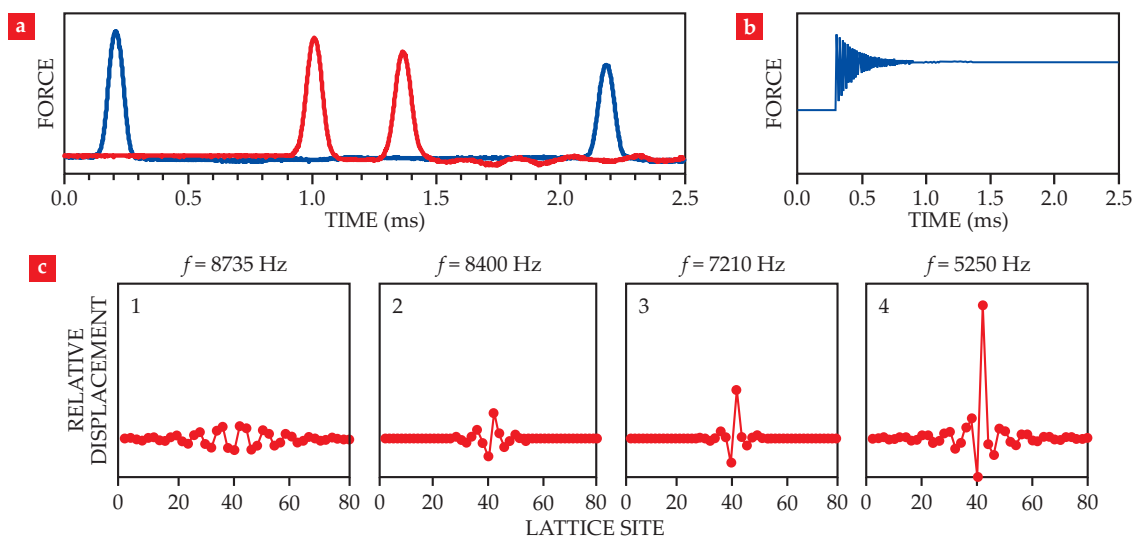 a
FORCE
0.0 0.5 1.0 1.5 2.0 2.5
TIME (ms)
b
FORCE
0.0 0.5 1.0 1.5 2.0 2.5
TIME (ms)
c
RELATIVE
DISPLACEMENT
f = 8735 Hz
1
0 20 40 60 80
f = 8400 Hz
2
0 20 40 60 80
f = 7210 Hz
3
0 20 40 60 80
f = 5250 Hz
4
0 20 40 60 80
LATTICE SITE